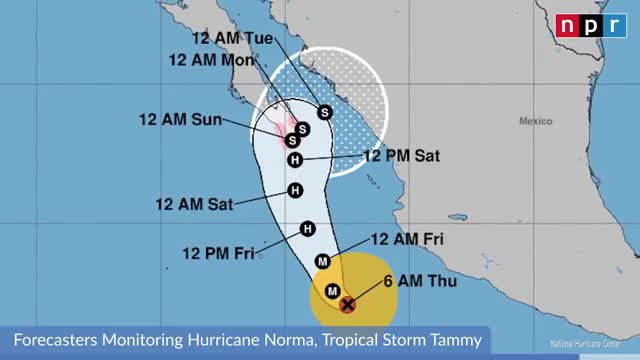 npr
12 AM Tue
12 AM Mon
12 AM Sun
S
S
S
Mexico
H
12 PM Sat
12 AM Sat
H
H
12 PM Fri
12 AM Fri
M
6 AM Thu
M
Forecasters Monitoring Hurricane Norma, Tropical Storm Tammy
National Hurricane Center